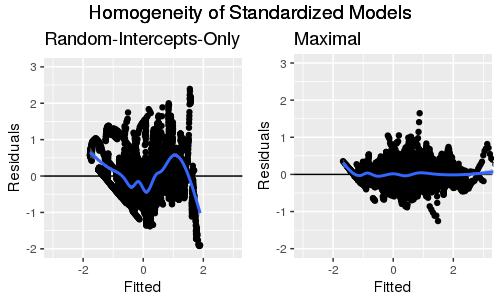 Homogeneity of Standardized Models
Random-Intercepts-Only
Maximal
3
2
1
0
-1
-2
Residuals
-2
0
2
Fitted
3
2
1
0
-1
-2
Residuals
-2
0
2
Fitted